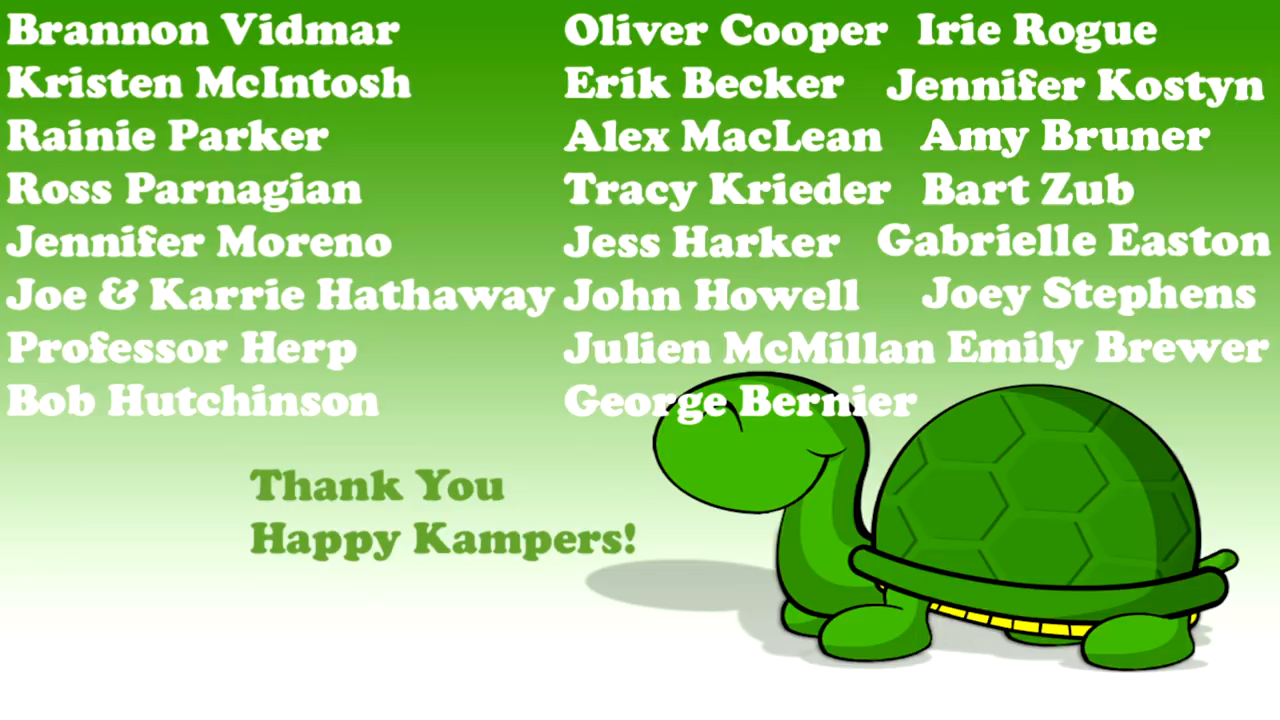 Brannon Vidmar
Kristen McIntosh
Rainie Parker
Ross Parnagian
Jennifer Moreno
Joe & Karrie Hathaway
Professor Herp
Bob Hutchinson
Oliver Cooper
Erik Becker
Alex MacLean
Tracy Krieder
Jess Harker
John Howell
Julien McMillan
George Bernier
Irie Rogue
Jennifer Kostyn
Amy Bruner
Bart Zub
Gabrielle Easton
Joey Stephens
Emily Brewer
Thank You
Happy Kampers!